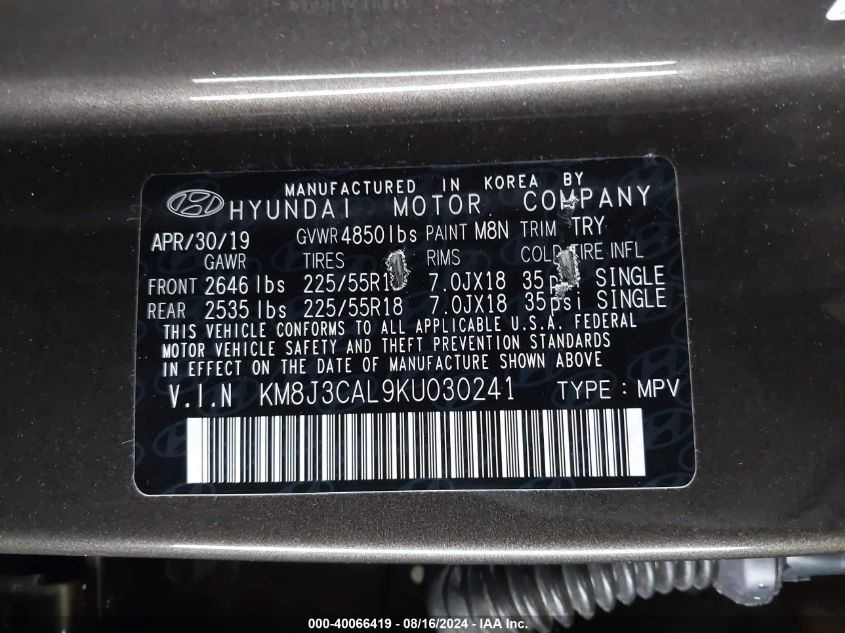 MANUFACTURED IN KOREA BY
HYUNDAI MOTOR COMPANY
APR/30/19 GVWR 4850lbs PAINT M8N TRIM TRY
GAWR TIRES RIMS COLD TIRE INFL
FRONT 2646 lbs 225/55R1 7.0JX18 35psi SINGLE
REAR 2535 lbs 225/55R18 7.0JX18 35psi SINGLE
THIS VEHICLE CONFORMS TO ALL APPLICABLE U.S.A. FEDERAL
MOTOR VEHICLE SAFETY AND THEFT PREVENTION STANDARDS
IN EFFECT ON THE DATE OF MANUFACTURE SHOWN ABOVE
V.I.N KM8J3CAL9KU030241 TYPE : MPV
000-40066419 - 08/16/2024 - IAA Inc.